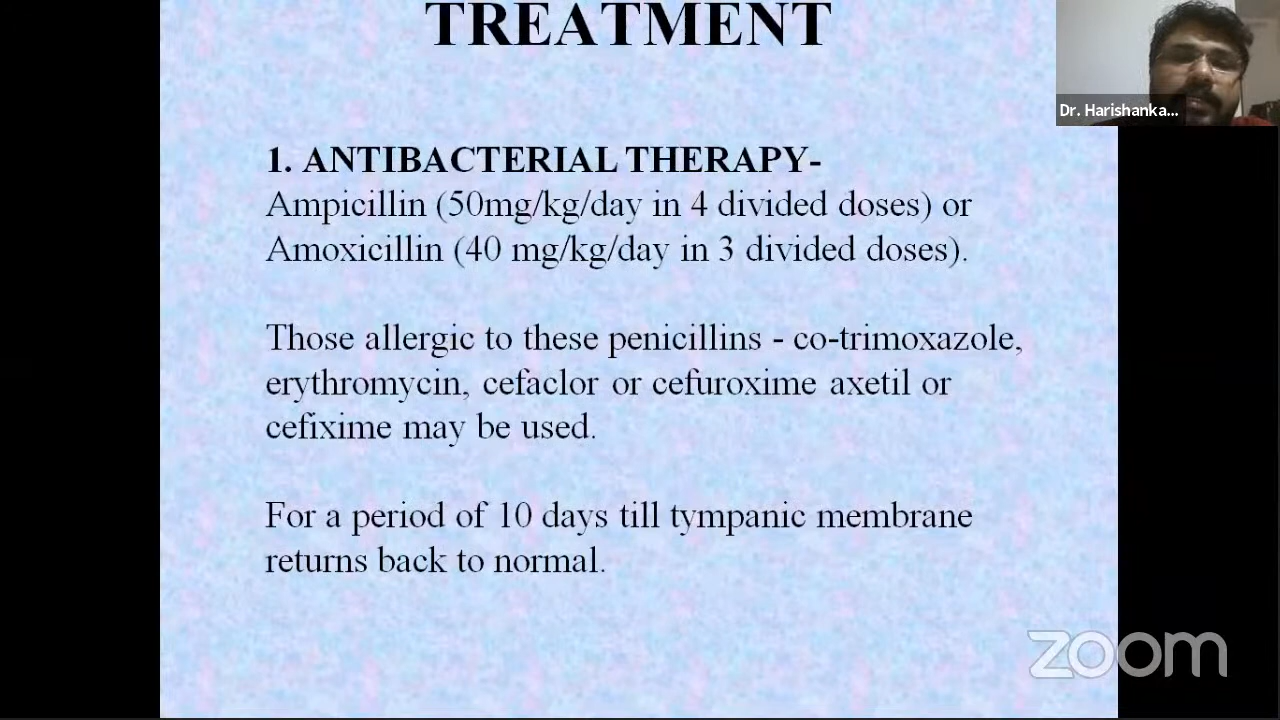 TREATMENT
Dr. Harishanka...
1. ANTIBACTERIAL THERAPY-
Ampicillin (50mg/kg/day in 4 divided doses) or
Amoxicillin (40 mg/kg/day in 3 divided doses).
Those allergic to these penicillins - co-trimoxazole,
erythromycin, cefaclor or cefuroxime axetil or
cefixime may be used.
For a period of 10 days till tympanic membrane
returns back to normal.
zoom